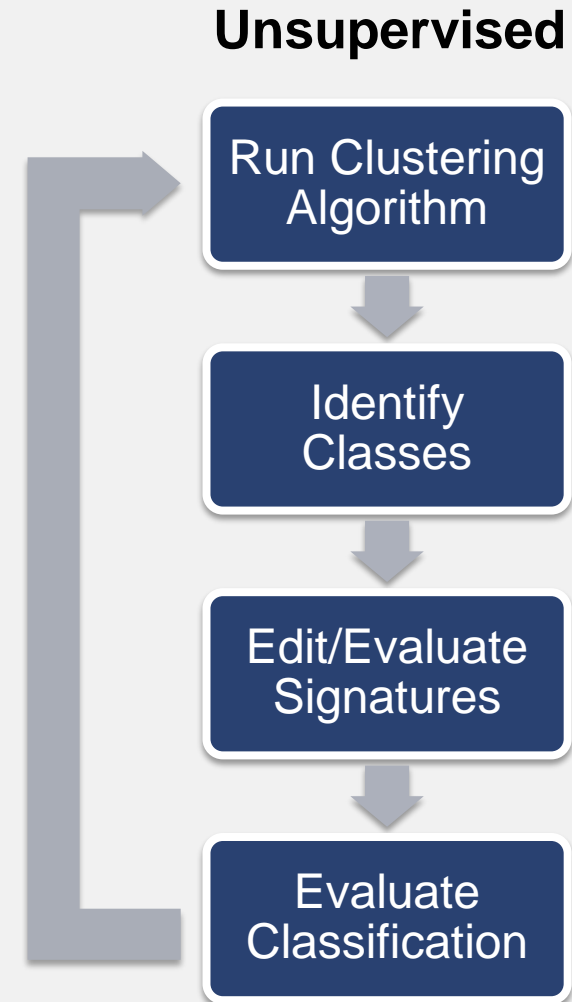 Unsupervised
Run Clustering
Algorithm
Identify
Classes
Edit/Evaluate
Signatures
Evaluate
Classification